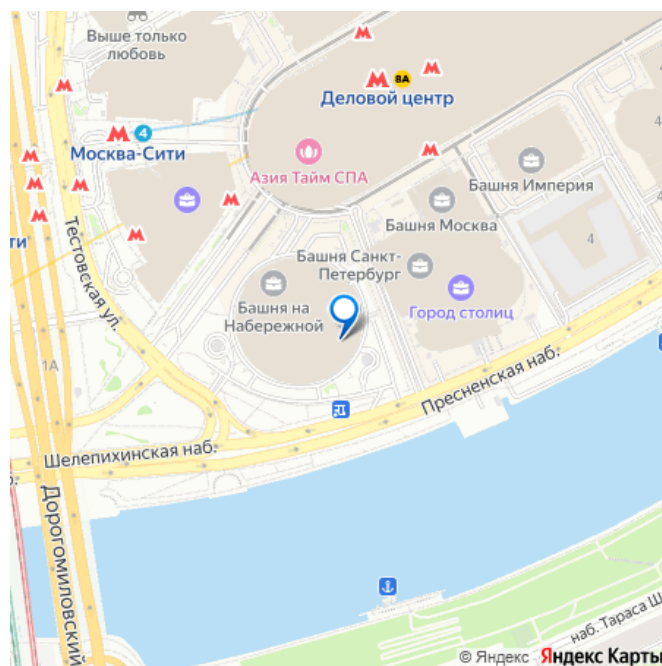 Выше только
любовь
8А
Деловой центр
4
Москва-Сити
4
Азия Тайм СПА
Башня Империя
Башня Москва
4
ти
Тестовская ул.
Башня Санкт-
Петербург
Башня на
Набережной
Город столиц
1А
Пресненская наб.
Шелепихинская наб.
р.
Дорогомиловский
наб. Тараса Ш
© Яндекс Яндекс Карты